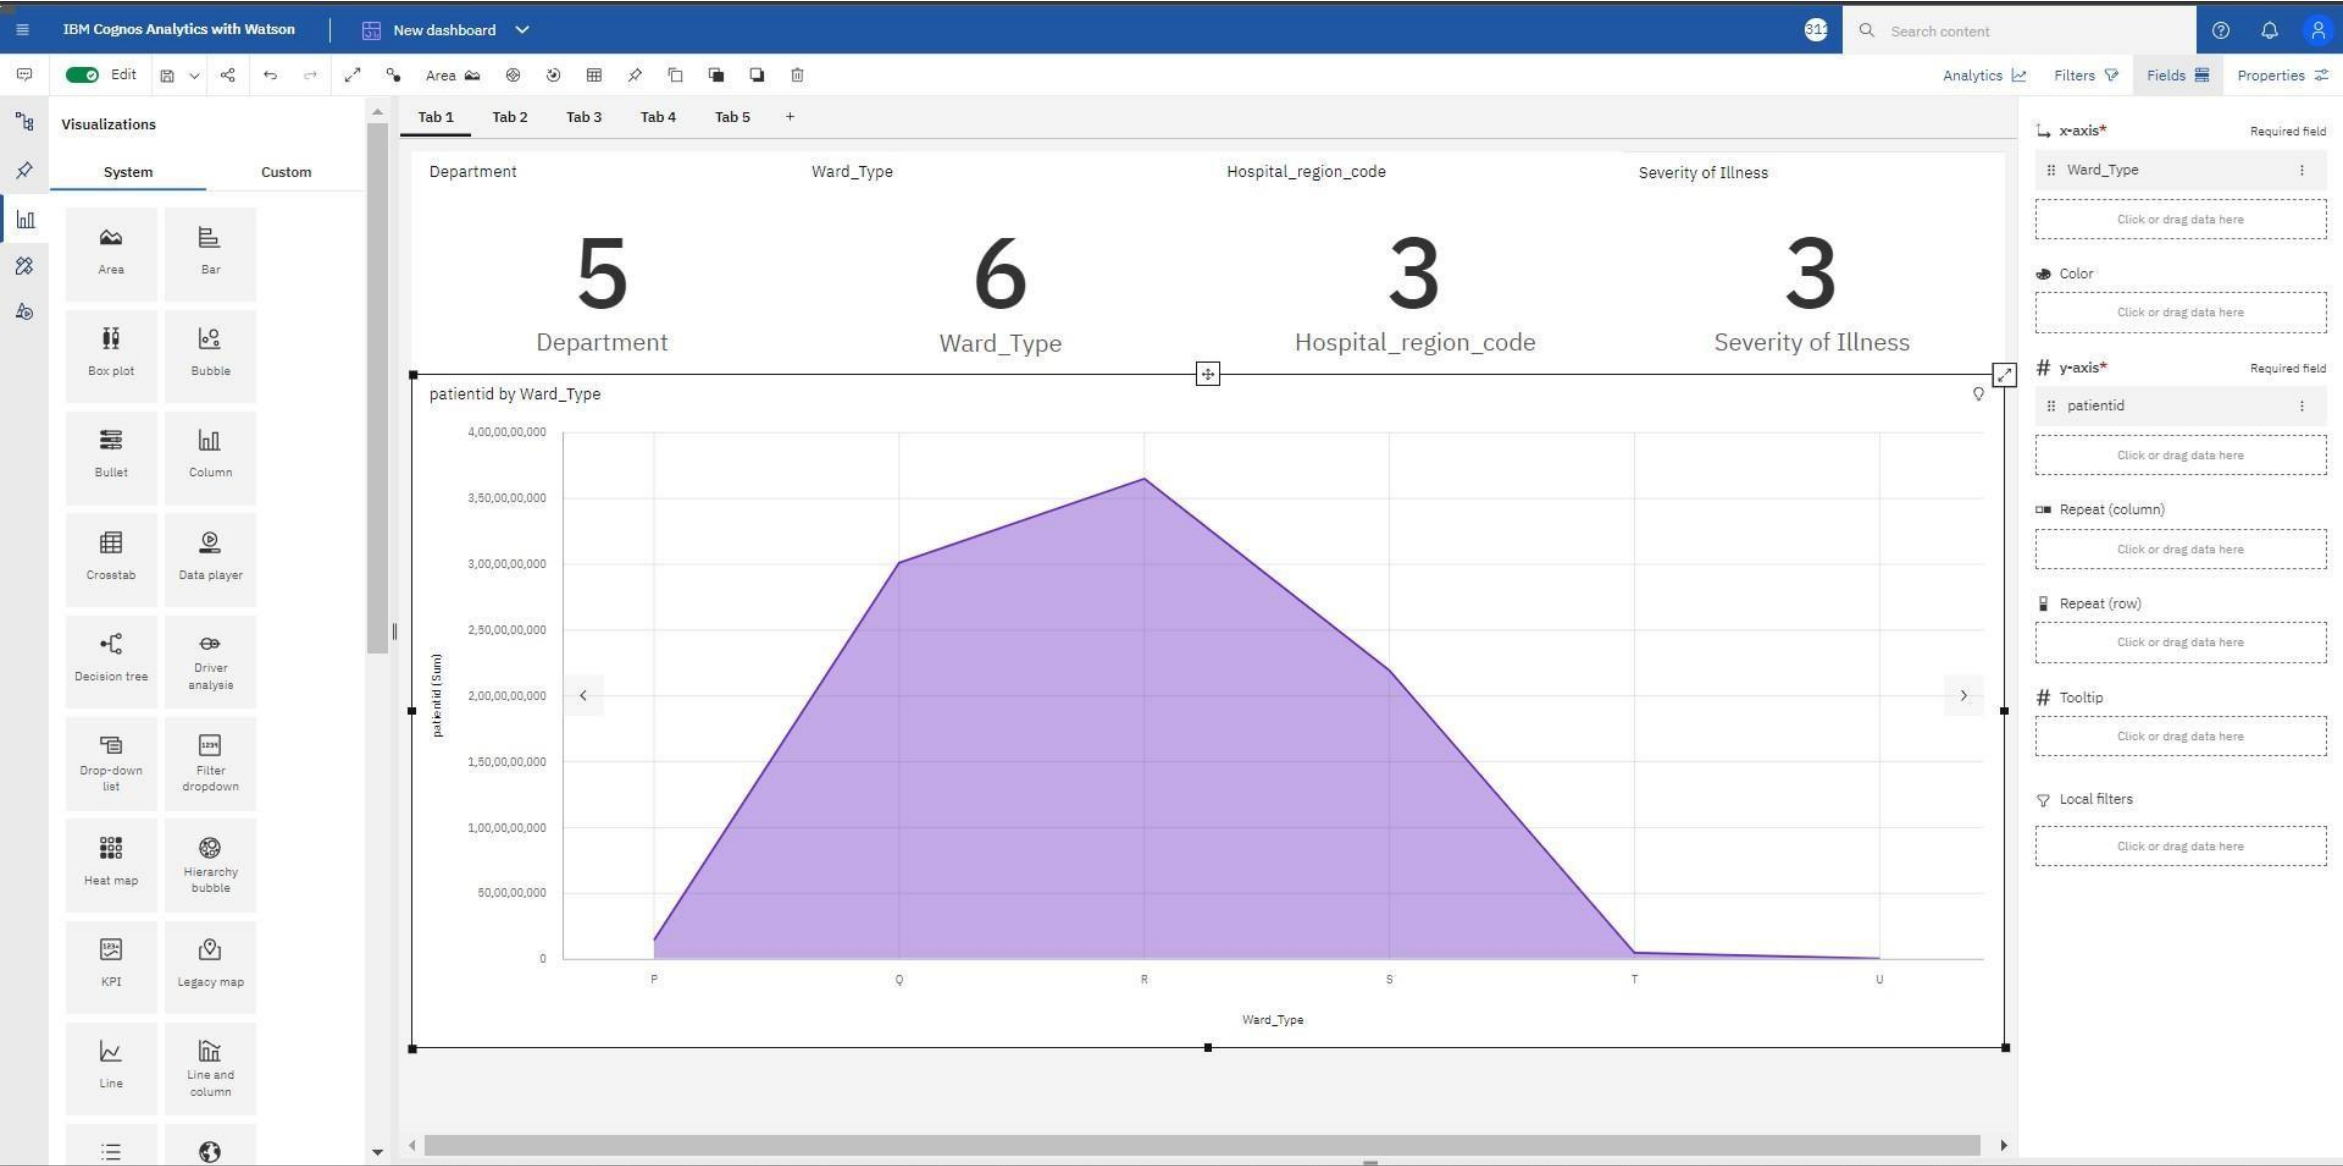 IBM Cognos Analytics with Watson
New dashboard
311
Search content
Edit
Area
Analytics
Filters
Fields
Properties
Visualizations
System
Custom
Area
Bar
Box plot
Bubble
Bullet
Column
Crosstab
Data player
Decision tree
Driver
analysis
Drop-down
list
1234
Filter
dropdown
Heat map
Hierarchy
bubble
KPI
Legacy map
Line
Line and
column
Tab 1
Tab 2
Tab 3
Tab 4
Tab 5
+
Department
Ward_Type
Hospital_region_code
Severity of Illness
5
Department
6
Ward_Type
3
Hospital_region_code
3
Severity of Illness
patientid by Ward_Type
4,00,00,00,000
3,50,00,00,000
3,00,00,00,000
2,50,00,00,000
2,00,00,00,000
1,50,00,00,000
1,00,00,00,000
50,00,00,000
0
patientid (Sum)
P
Q
R
S
T
U
Ward_Type
x-axis*
Required field
Ward_Type
Click or drag data here
Color
Click or drag data here
# y-axis*
Required field
patientid
Click or drag data here
Repeat (column)
Click or drag data here
Repeat (row)
Click or drag data here
# Tooltip
Click or drag data here
Local filters
Click or drag data here